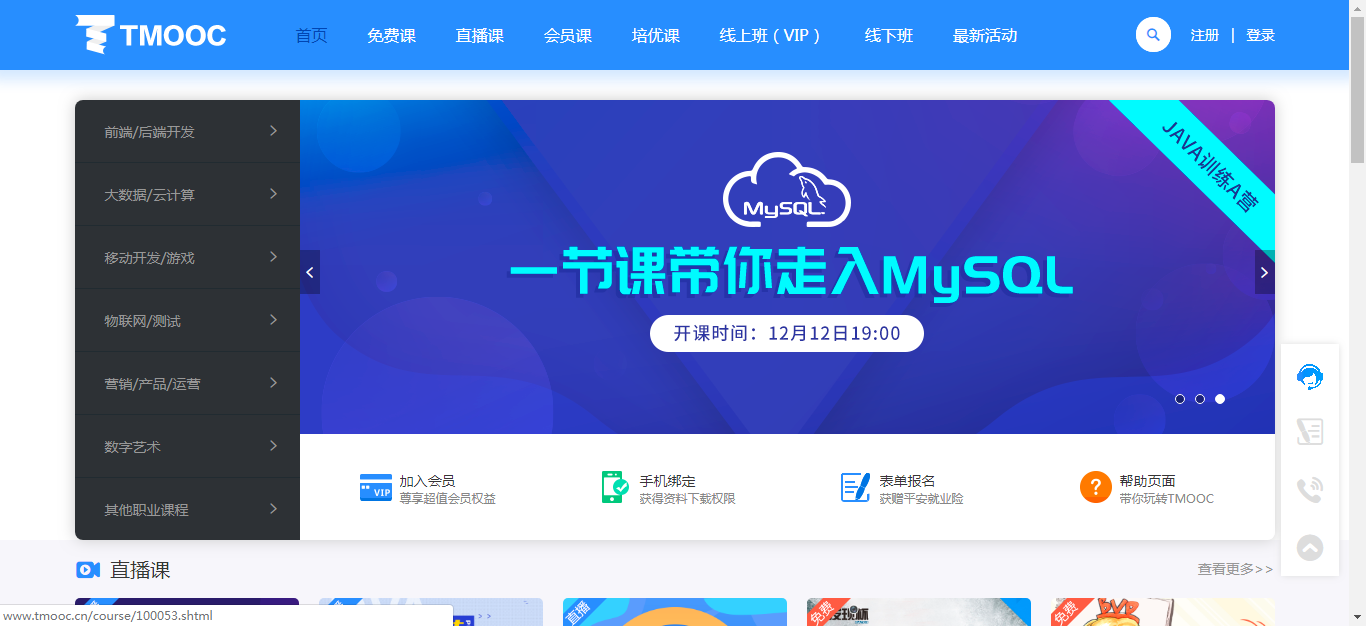 TMOOC
首页 免费课 直播课 会员课 培优课 线上班（VIP） 线下班 最新活动 注册 | 登录
前端/后端开发
大数据/云计算
移动开发/游戏
物联网/测试
营销/产品/运营
数字艺术
其他职业课程
JAVA训练A营
MySQL
一节课带你走入MySQL
开课时间：12月12日19:00
VIP
加入会员
尊享超值会员权益
手机绑定
获得资料下载权限
表单报名
获赠平安就业险
?
帮助页面
带你玩转TMOOC
直播课
查看更多>>
直播
免费
免费
www.tmooc.cn/course/100053.shtml